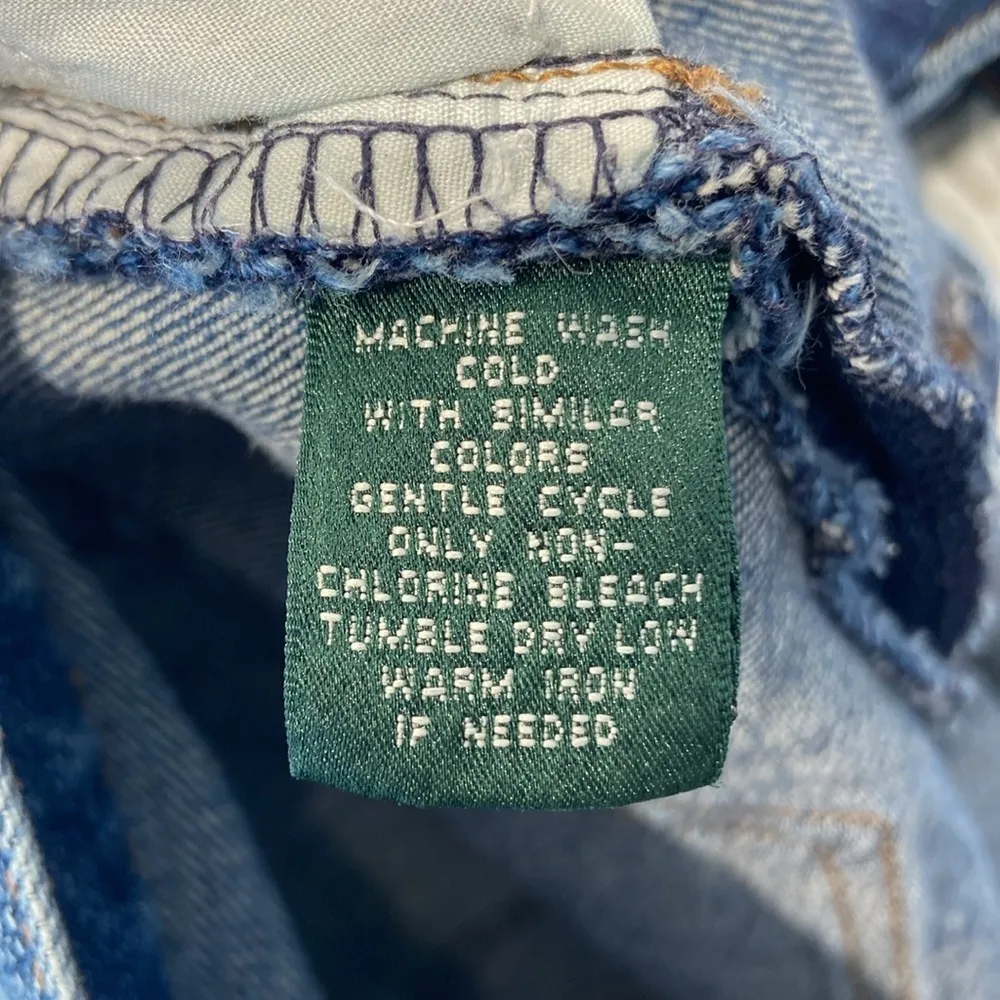 MACHINE WASH
COLD
WITH SIMILAR
COLORS
GENTLE CYCLE
ONLY NON-
CHLORINE BLEACH
TUMBLE DRY LOW
WARM IRON
IF NEEDED